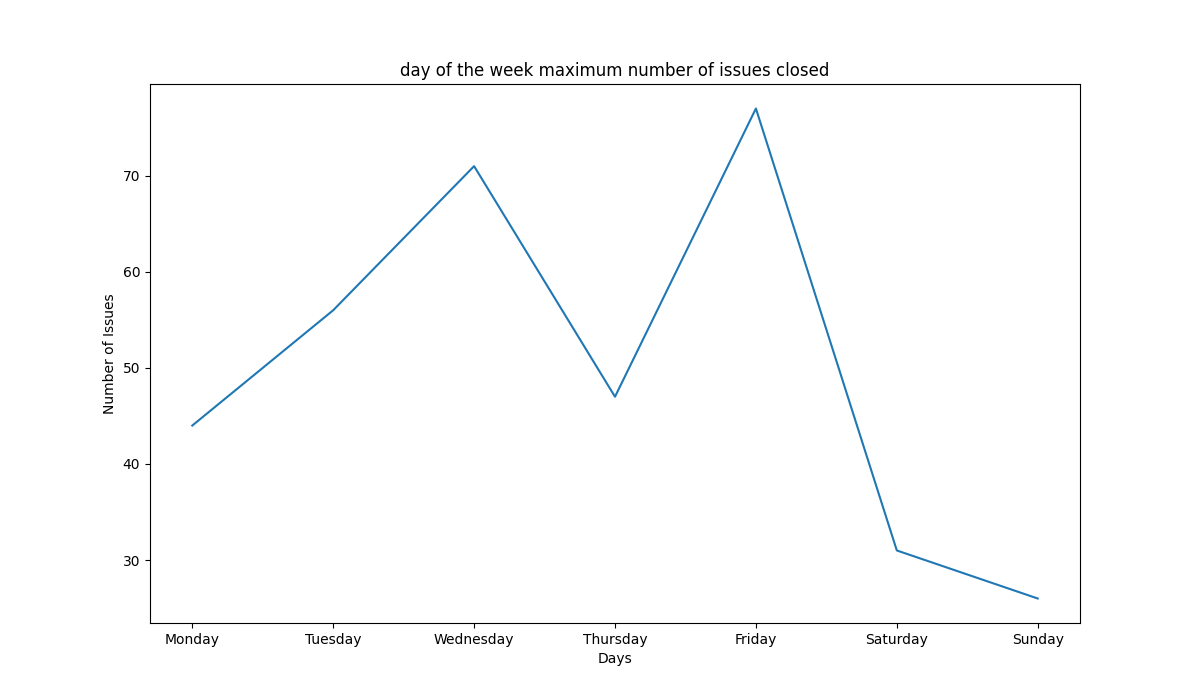 day of the week maximum number of issues closed
Number of Issues
70
60
50
40
30
Monday Tuesday Wednesday Thursday Friday Saturday Sunday
Days